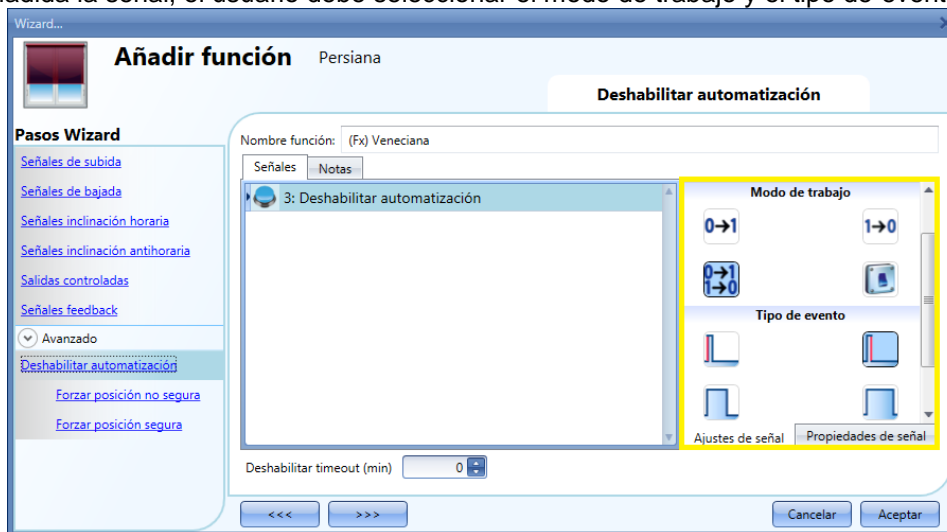 Wizard...
Añadir función Persiana
Deshabilitar automatización
Pasos Wizard
Señales de subida
Señales de bajada
Señales inclinación horaria
Señales inclinación antihoraria
Salidas controladas
Señales feedback
Avanzado
Deshabilitar automatización
Forzar posición no segura
Forzar posición segura
Nombre función: (Fx) Veneciana
Señales Notas
3: Deshabilitar automatización
Modo de trabajo
0→1 1→0
0→1
1→0
Tipo de evento
Ajustes de señal Propiedades de señal
Deshabilitar timeout (min) 0
<<< >>> Cancelar Aceptar